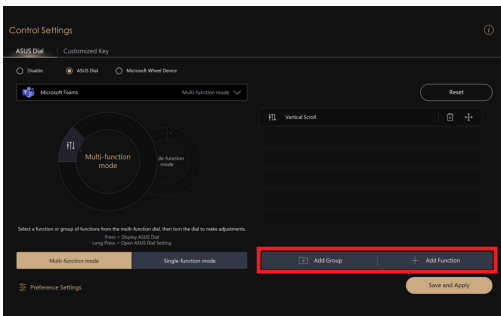 Control Settings
ASUS Dial
Customized Key
Disable
ASUS Dial
Microsoft Wheel Device
Microsoft Teams
Multi-function mode
Reset
Vertical Scroll
Multi-function
mode
gle-function
mode
Select a function or group of functions from the multi-function dial, then turn the dial to make adjustments.
Press = Display ASUS Dial
Long Press = Open ASUS Dial Setting
Multi-function mode
Single-function mode
Add Group
Add Function
Preference Settings
Save and Apply